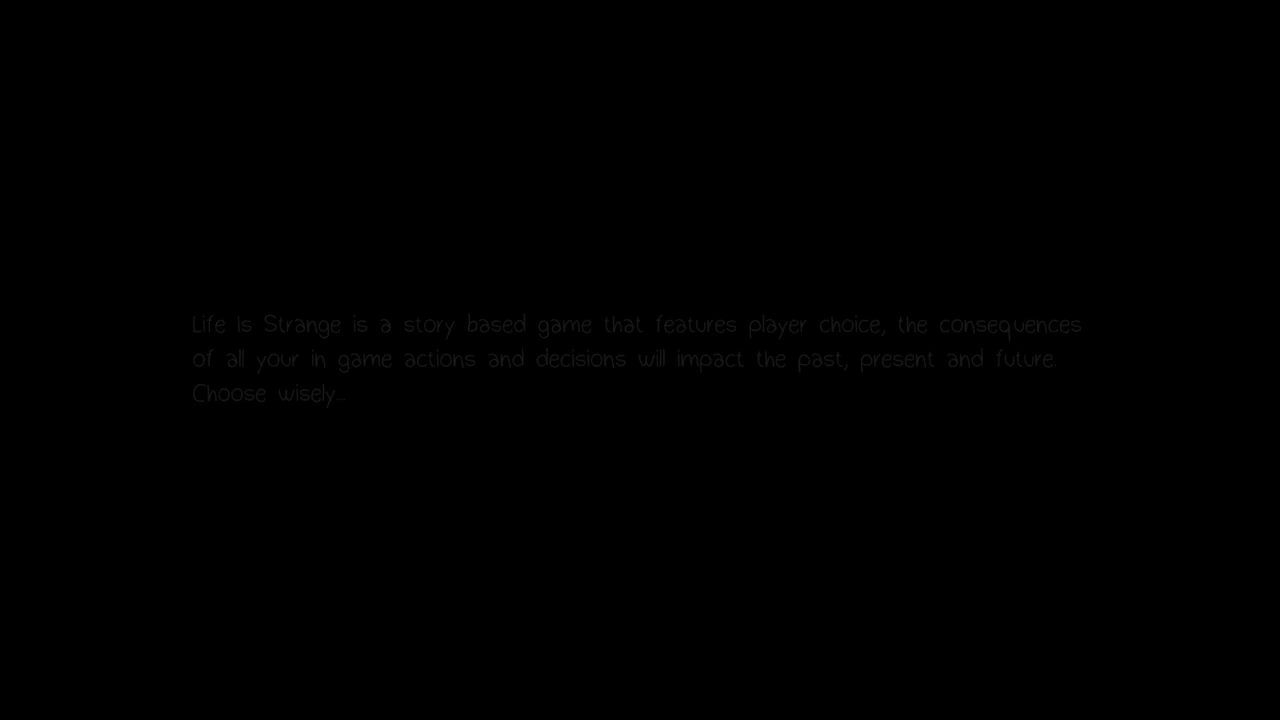 Life Is Strange is a story based game that features player choice, the consequences
of all your in game actions and decisions will impact the past, present and future.
Choose wisely...